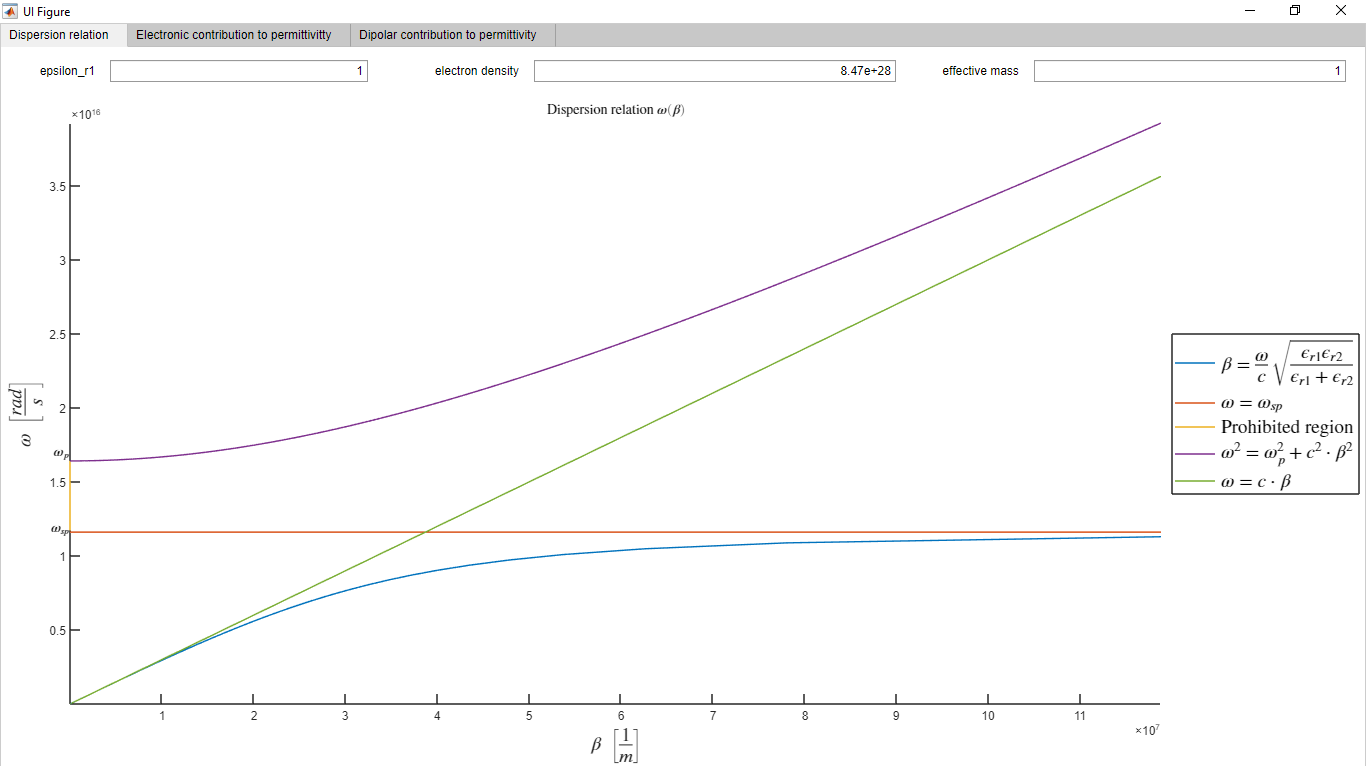 UI Figure
Dispersion relation
Electronic contribution to permittivitty
Dipolar contribution to permittivity
epsilon_r1 1
electron density 8.47e+28
effective mass 1
Dispersion relation ω(β)
×10¹⁶
3.5
3
2.5
2
ωₚ
1.5
ω_sp
1
0.5
ω [rad/s]
1 2 3 4 5 6 7 8 9 10 11
×10⁷
β [1/m]
β = ω/c √(ϵ_r1 ϵ_r2 / (ϵ_r1 + ϵ_r2))
ω = ω_sp
Prohibited region
ω² = ωₚ² + c² · β²
ω = c · β